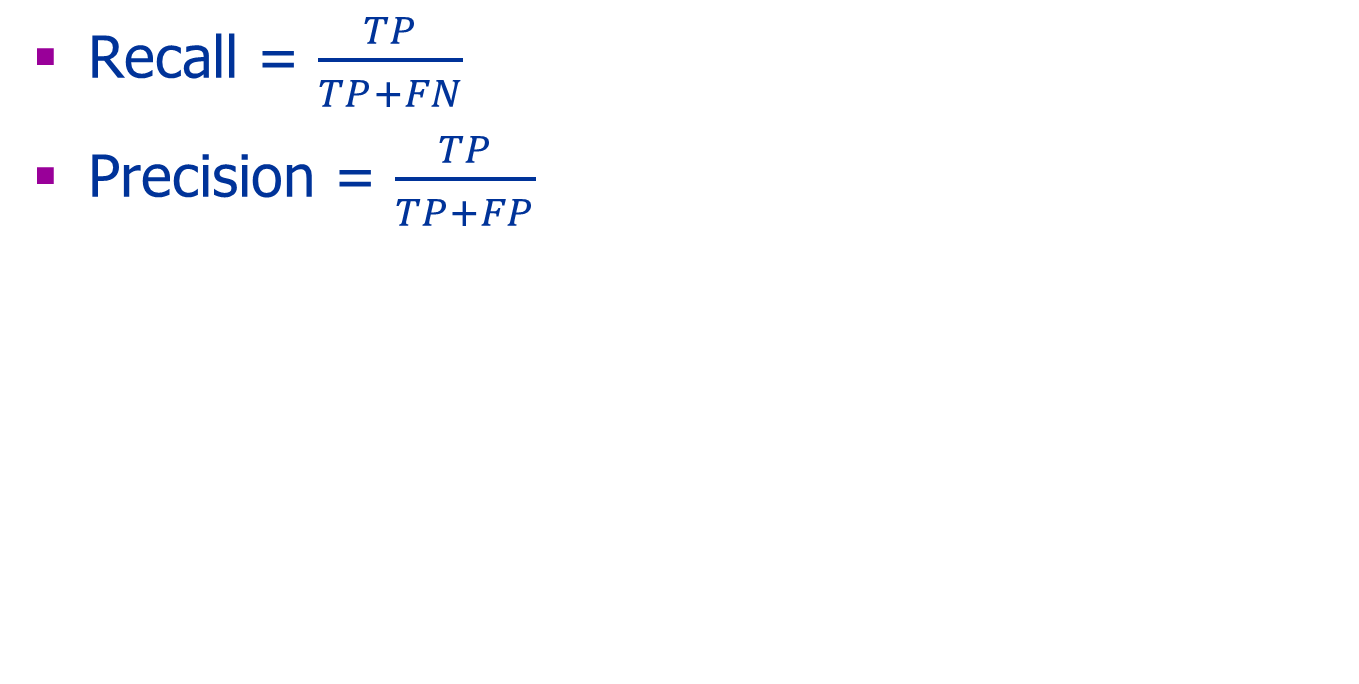 ▪ Recall = TP / TP+FN
▪ Precision = TP / TP+FP